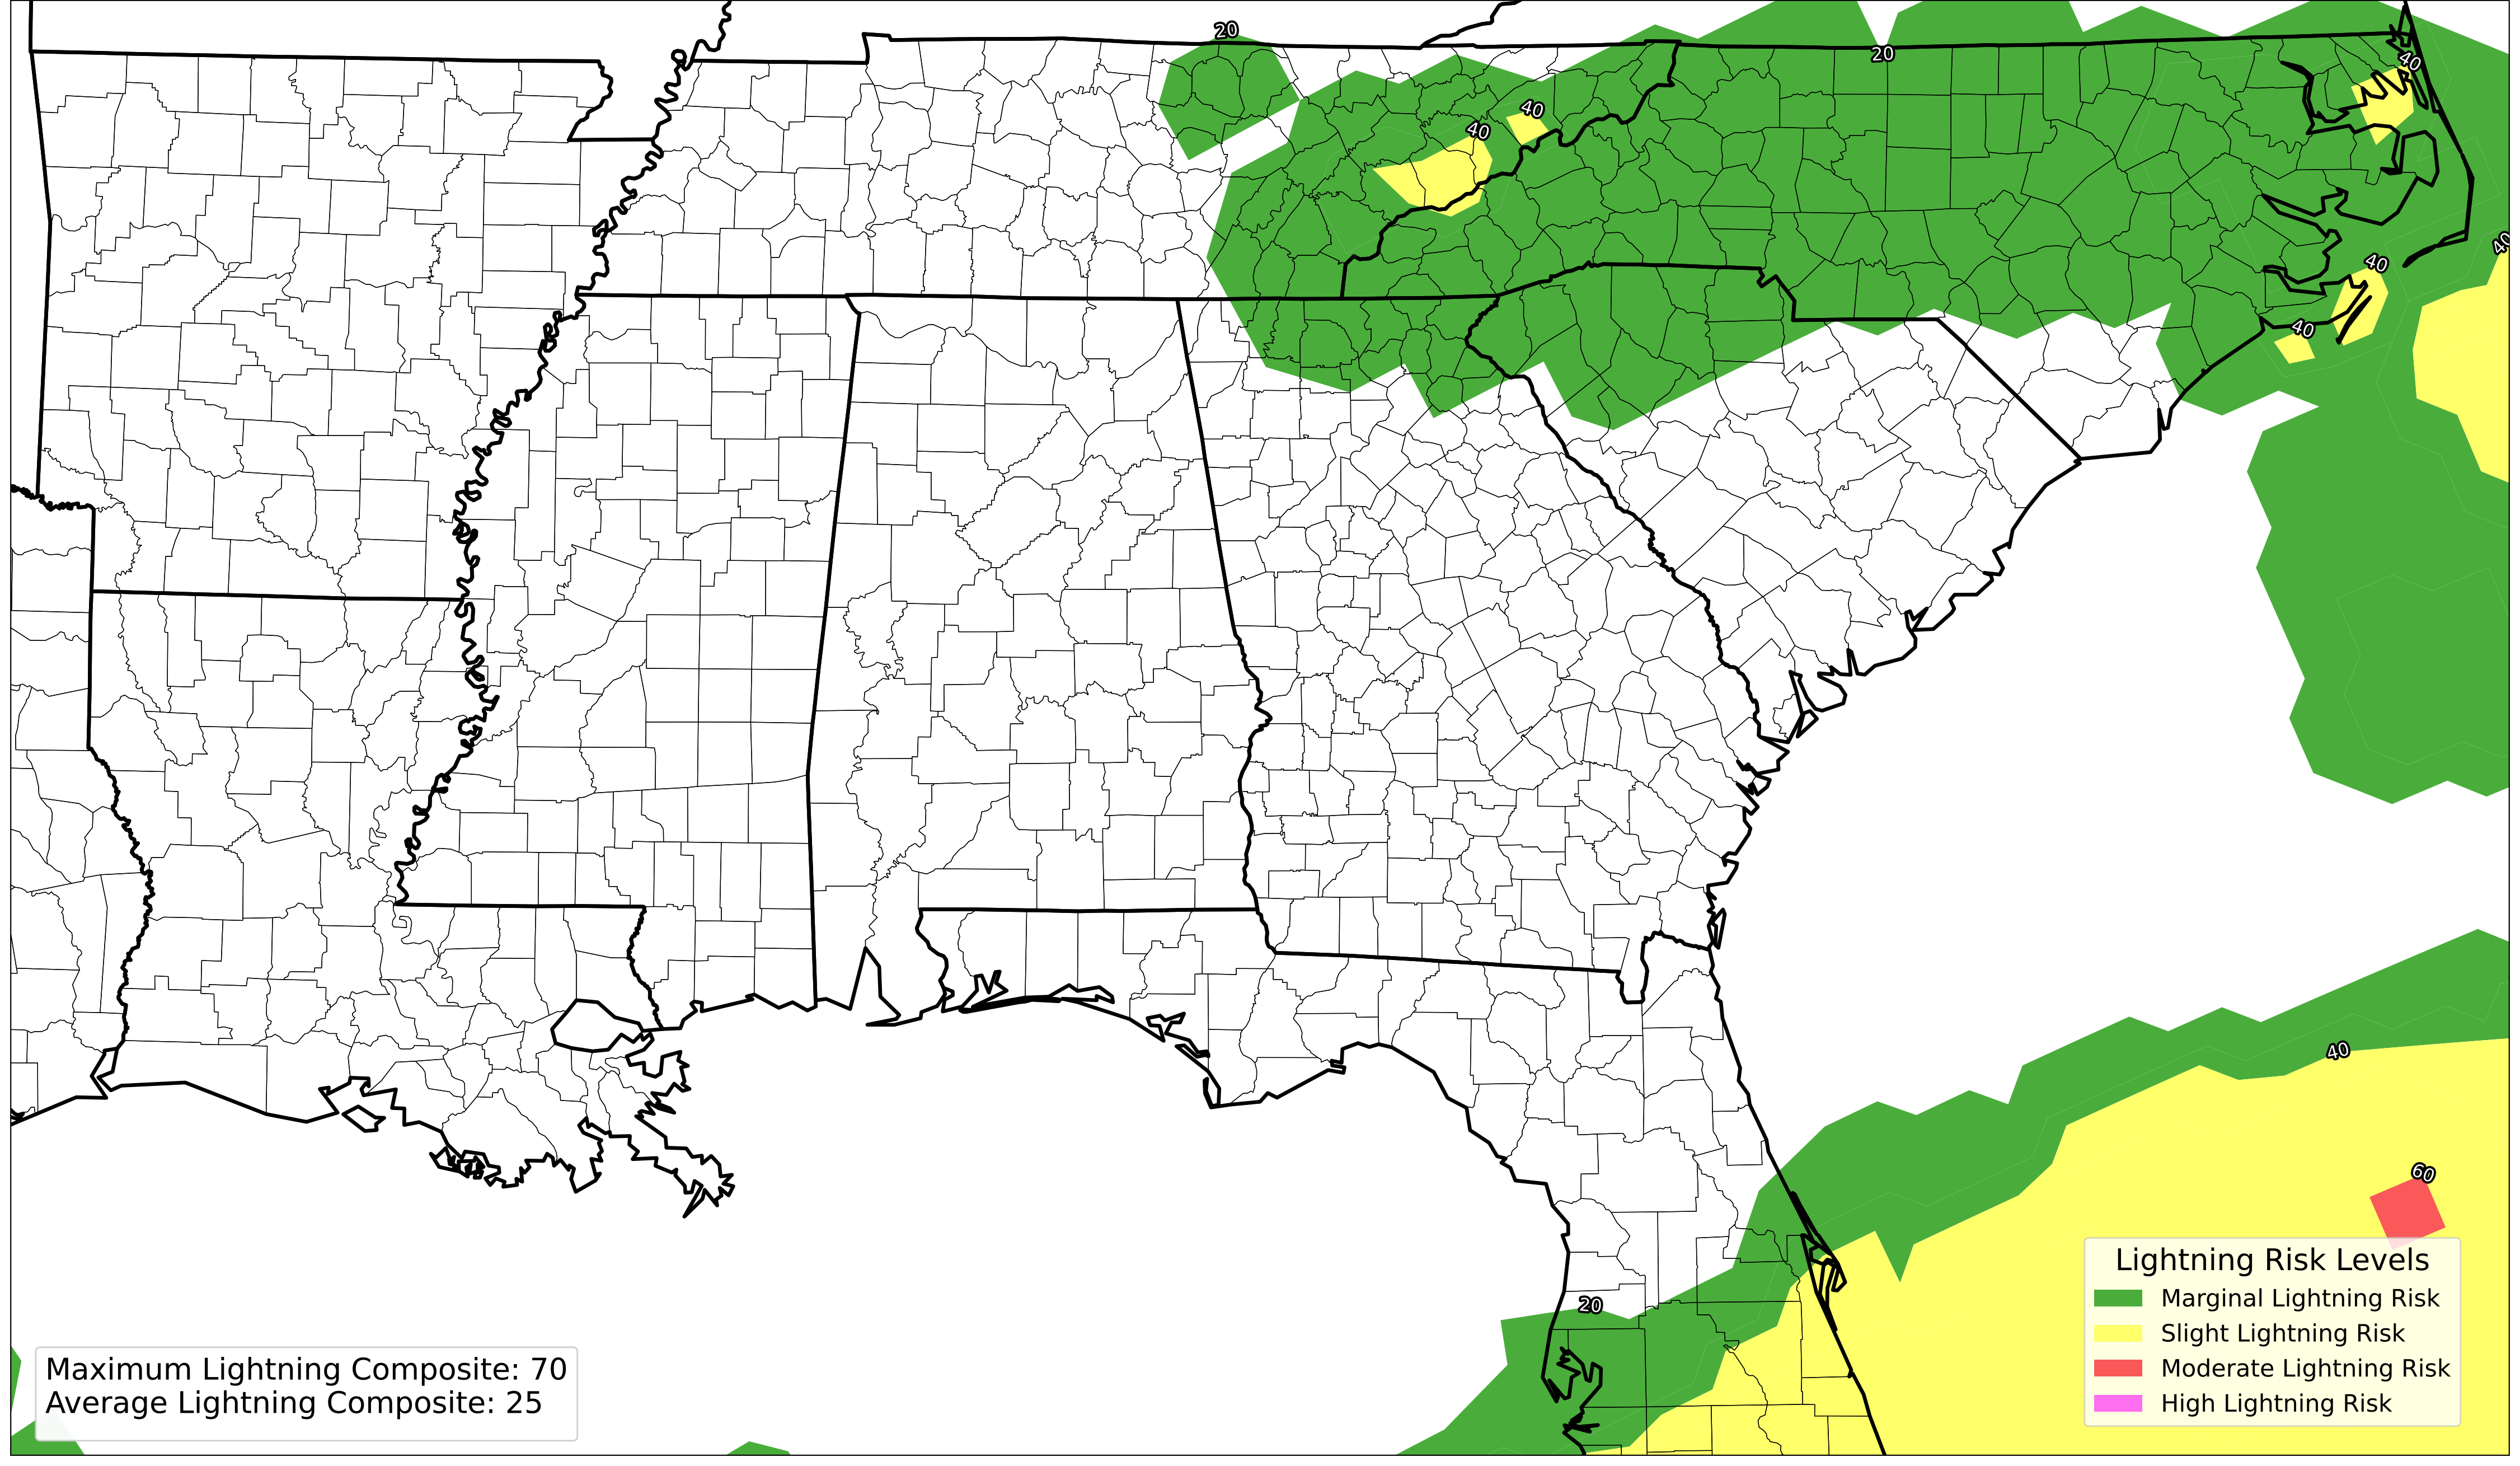 20
20
40
40
40
40
40
40
40
60
20
Lightning Risk Levels
Marginal Lightning Risk
Slight Lightning Risk
Moderate Lightning Risk
High Lightning Risk
Maximum Lightning Composite: 70
Average Lightning Composite: 25